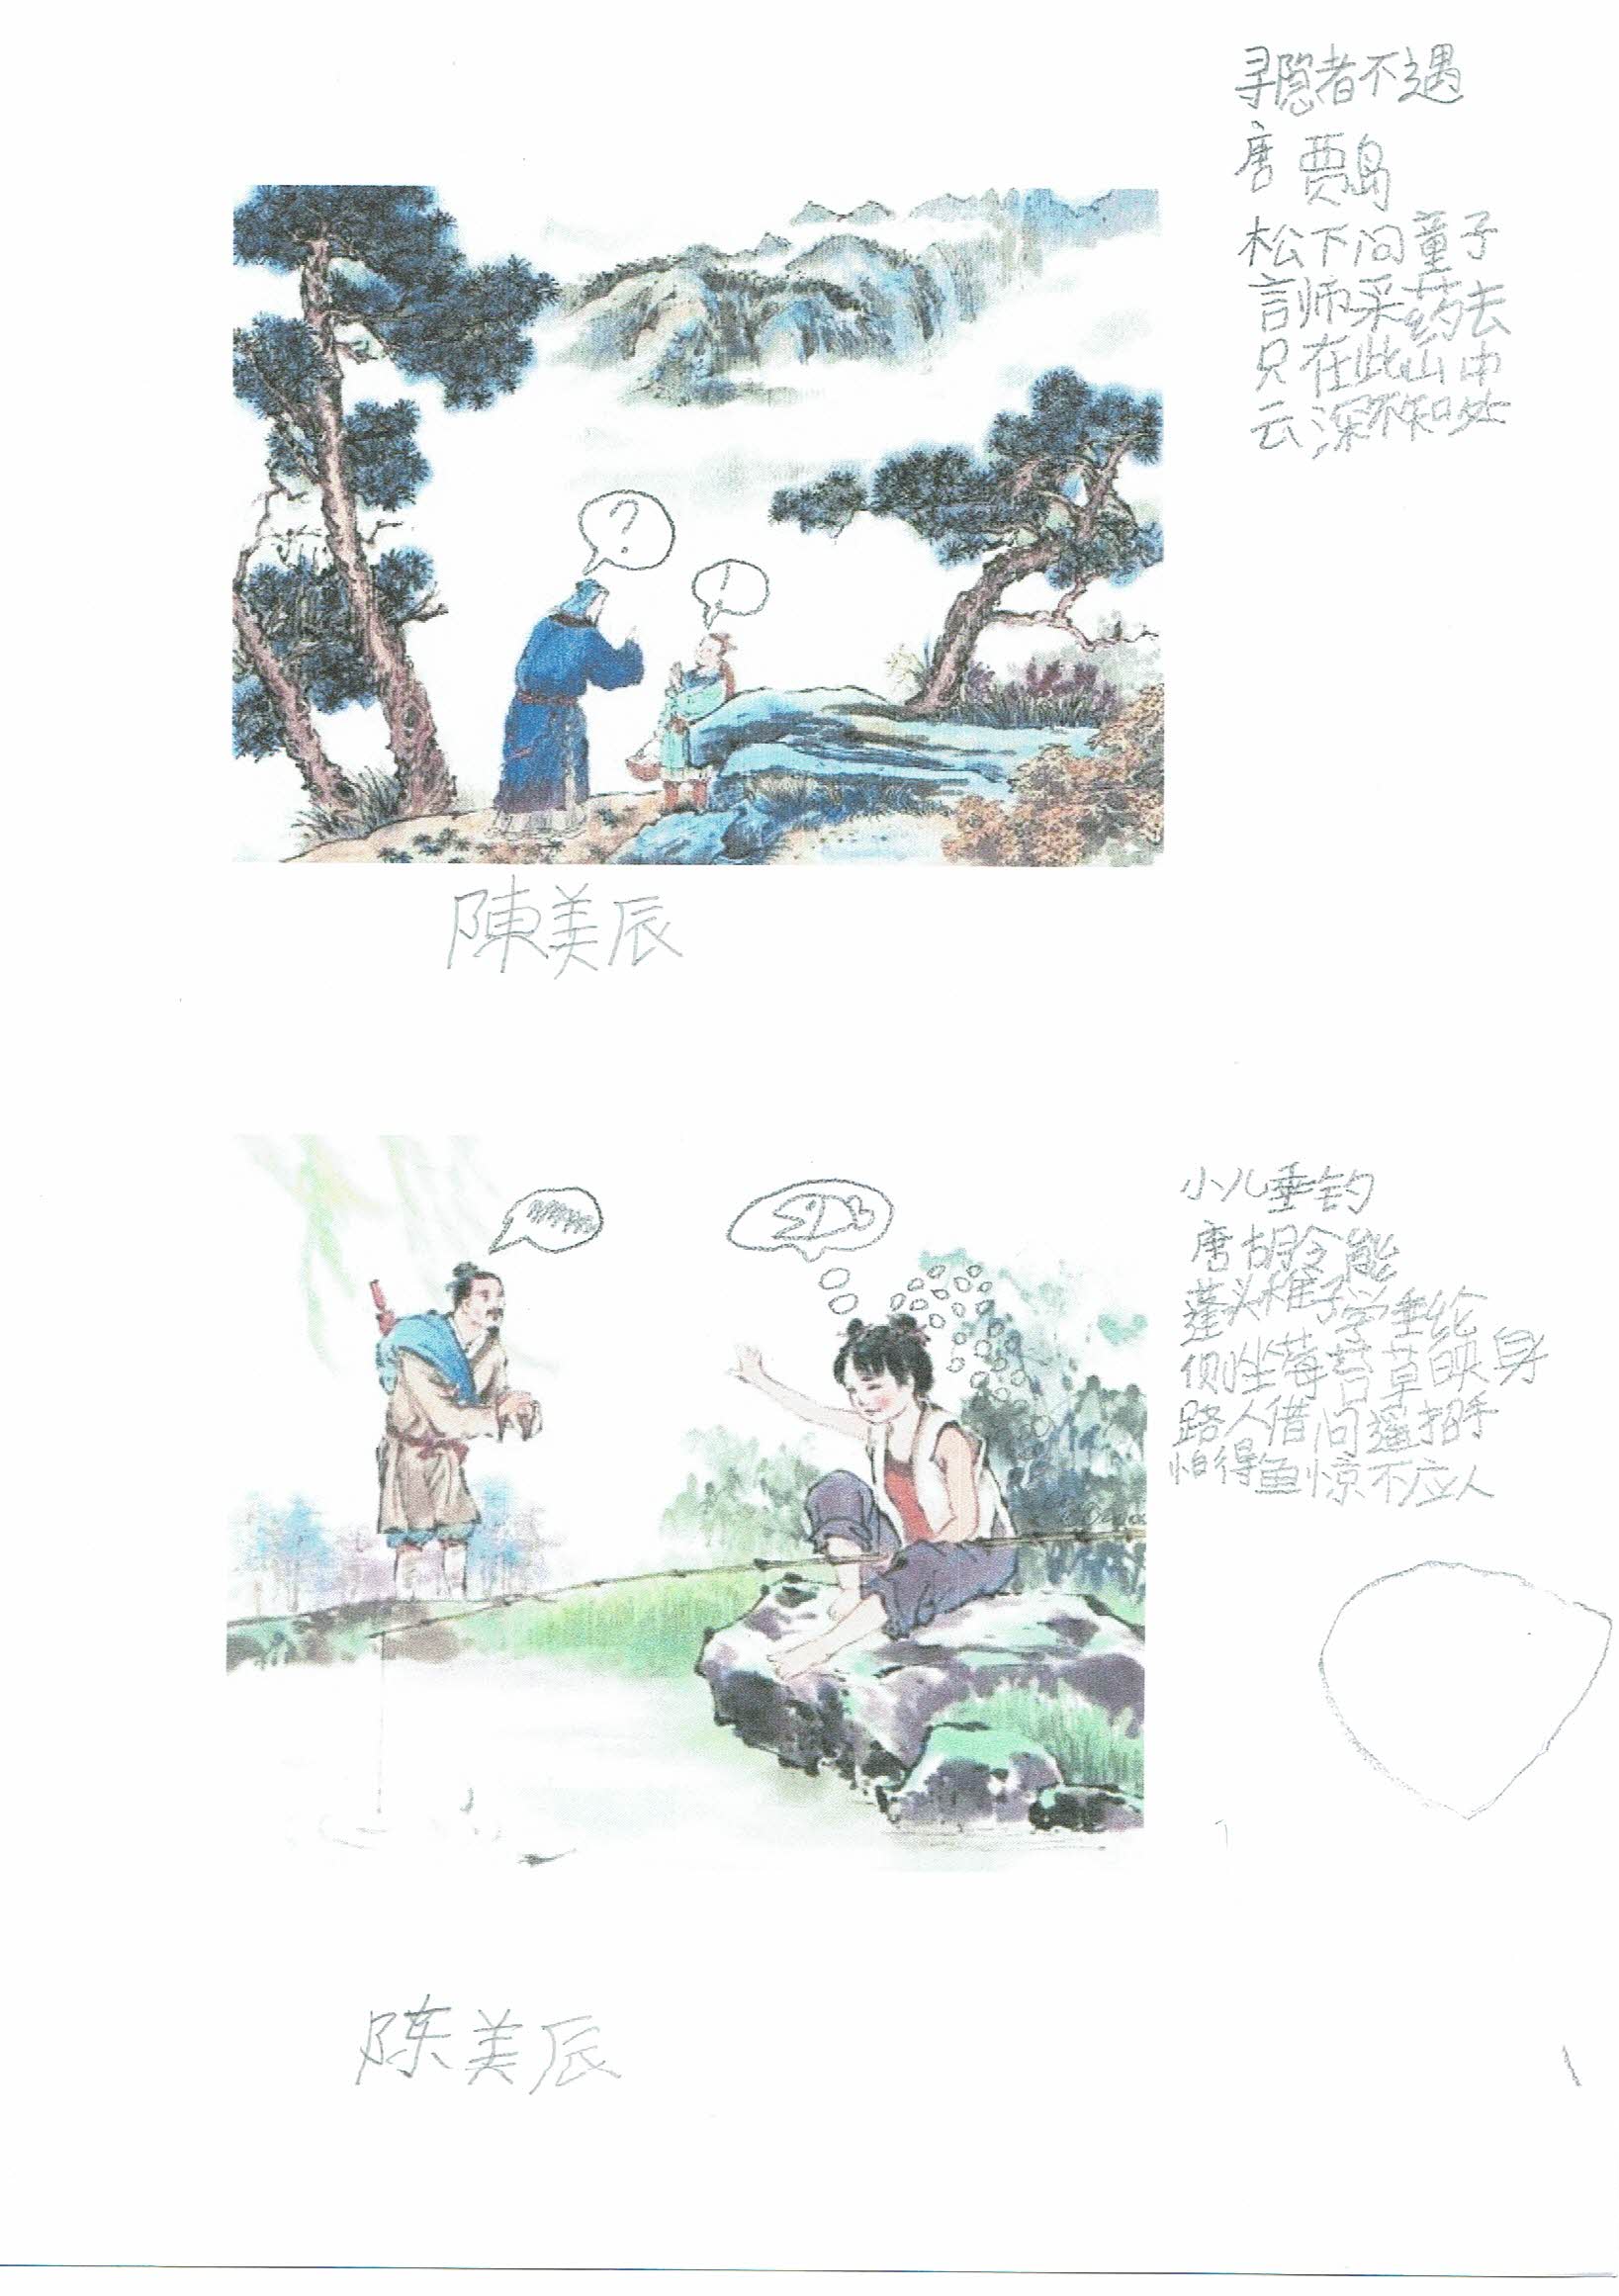 寻隐者不遇
唐 贾岛
松下问童子
言师采药去
只在此山中
云深不知处
?
!
陳美辰
小儿垂钓
唐胡令能
蓬头稚子学垂纶
侧坐莓苔草映身
路人借问遥招手
怕得鱼惊不应人
陈美辰